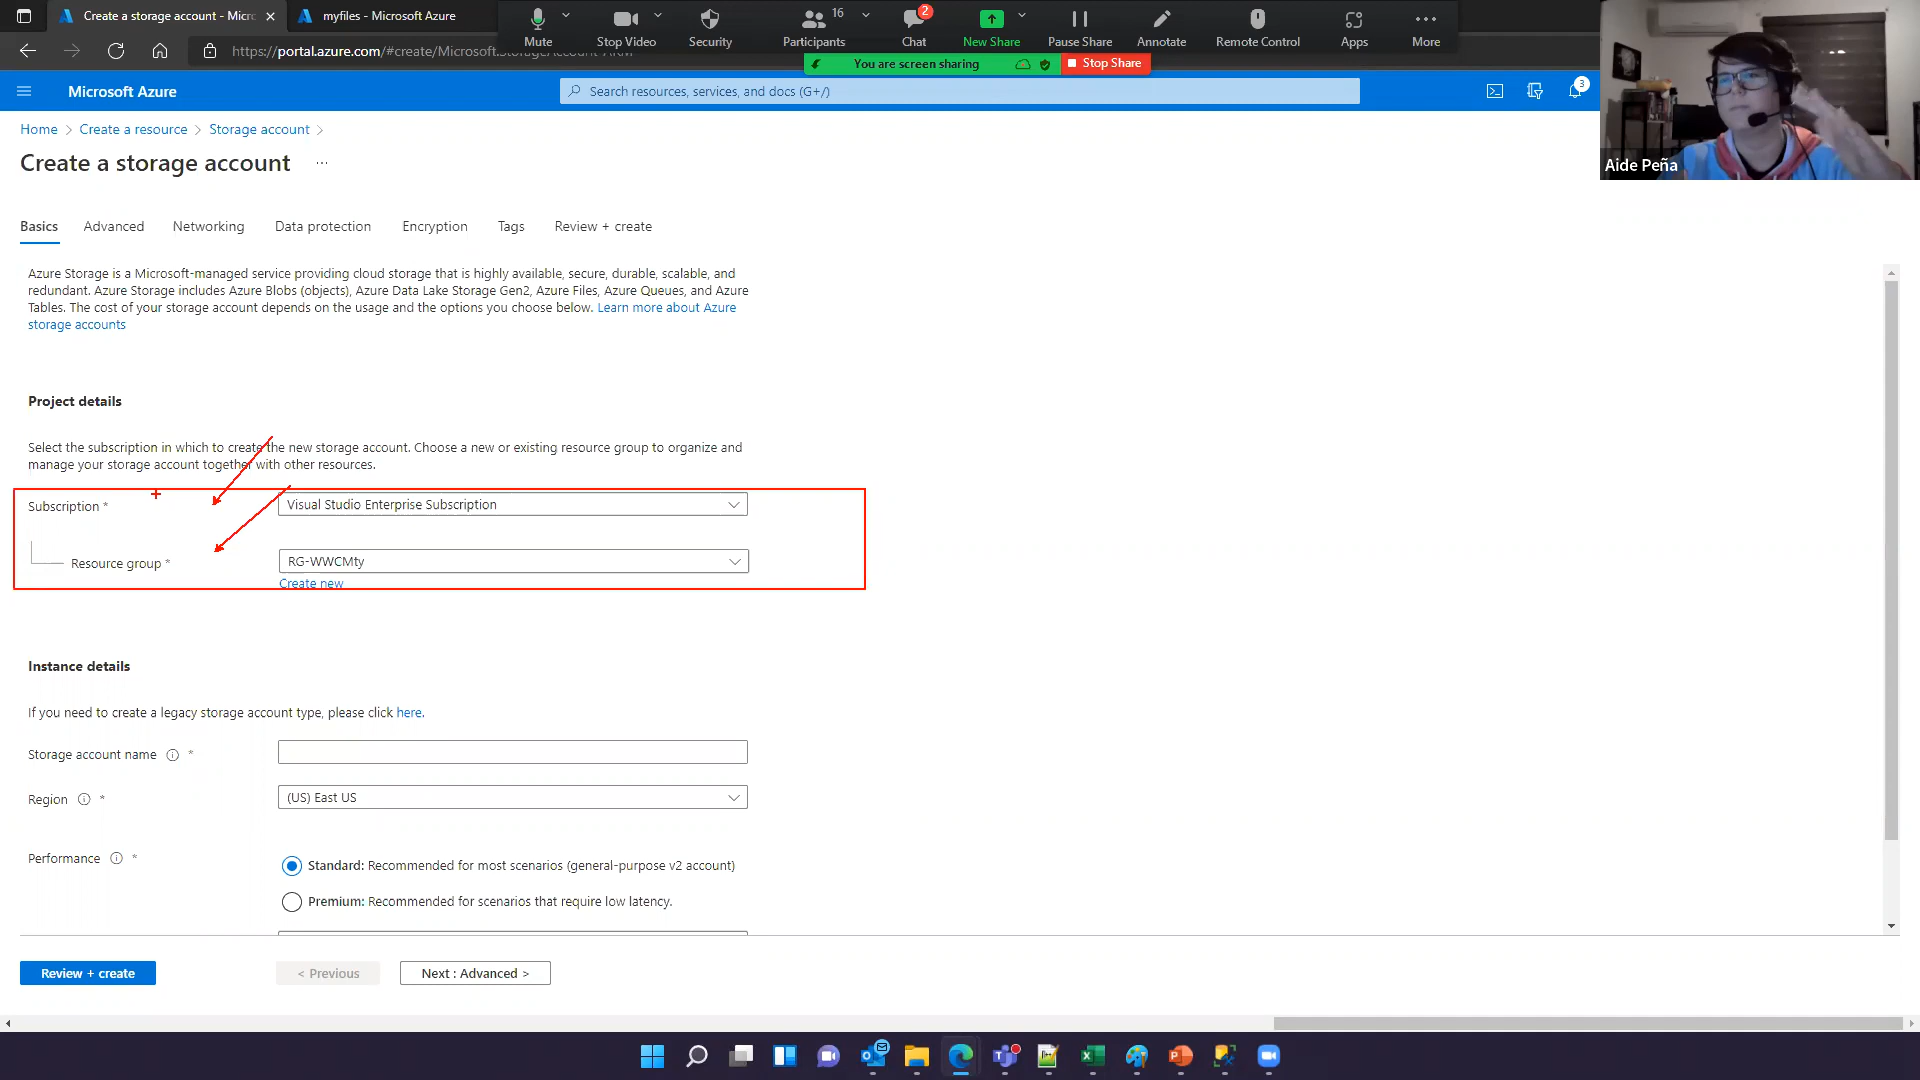 Create a storage account - Micr
myfiles - Microsoft Azure
Mute
Stop Video
Security
16
Participants
2
Chat
New Share
Pause Share
Annotate
Remote Control
Apps
More
https://portal.azure.com/#create/Microsoft.StorageAccount-ARM
You are screen sharing
Stop Share
Microsoft Azure
Search resources, services, and docs (G+/)
3
Aide Peña
Home > Create a resource > Storage account >
Create a storage account ...
Basics Advanced Networking Data protection Encryption Tags Review + create
Azure Storage is a Microsoft-managed service providing cloud storage that is highly available, secure, durable, scalable, and
redundant. Azure Storage includes Azure Blobs (objects), Azure Data Lake Storage Gen2, Azure Files, Azure Queues, and Azure
Tables. The cost of your storage account depends on the usage and the options you choose below. Learn more about Azure
storage accounts
Project details
Select the subscription in which to create the new storage account. Choose a new or existing resource group to organize and
manage your storage account together with other resources.
Subscription *
Visual Studio Enterprise Subscription
Resource group *
RG-WWCMty
Create new
Instance details
If you need to create a legacy storage account type, please click here.
Storage account name *
Region *
(US) East US
Performance *
Standard: Recommended for most scenarios (general-purpose v2 account)
Premium: Recommended for scenarios that require low latency.
Review + create
< Previous
Next : Advanced >